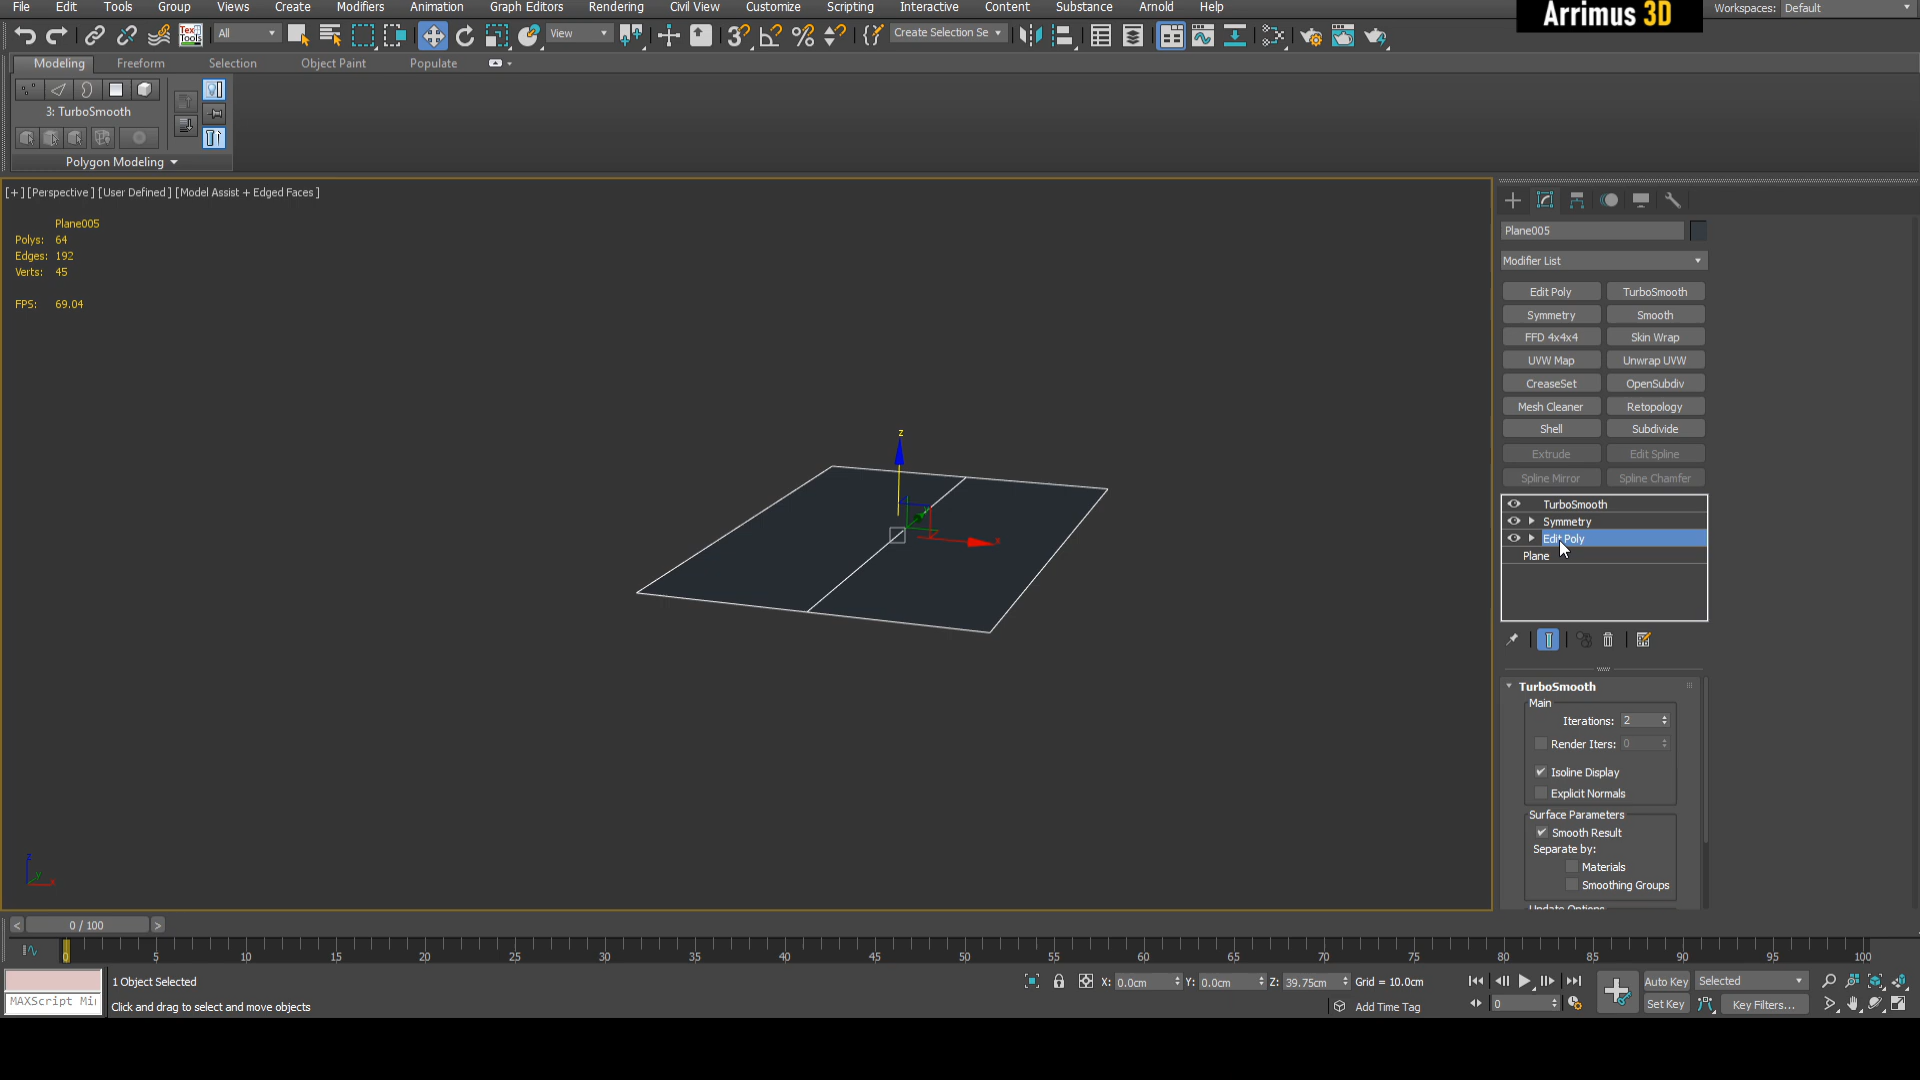 File Edit Tools Group Views Create Modifiers Animation Graph Editors Rendering Civil View Customize Scripting Interactive Content Substance Arnold Help
Arrimus 3D
Workspaces: Default
All
View
Create Selection Se
Modeling Freeform Selection Object Paint Populate
3: TurboSmooth
Polygon Modeling
[+] [Perspective] [User Defined] [Model Assist + Edged Faces]
Plane005
Polys: 64
Edges: 192
Verts: 45
FPS: 69.04
z
x
z
y
x
Plane005
Modifier List
Edit Poly TurboSmooth
Symmetry Smooth
FFD 4x4x4 Skin Wrap
UVW Map Unwrap UVW
CreaseSet OpenSubdiv
Mesh Cleaner Retopology
Shell Subdivide
Extrude Edit Spline
Spline Mirror Spline Chamfer
TurboSmooth
Symmetry
Edit Poly
Plane
TurboSmooth
Main
Iterations: 2
Render Iters: 0
Isoline Display
Explicit Normals
Surface Parameters
Smooth Result
Separate by:
Materials
Smoothing Groups
Update Options
< 0 / 100 >
0 5 10 15 20 25 30 35 40 45 50 55 60 65 70 75 80 85 90 95 100
1 Object Selected
X: 0.0cm Y: 0.0cm Z: 39.75cm Grid = 10.0cm
Auto Key Selected
MAXScript Mi
Click and drag to select and move objects
Add Time Tag
0
Set Key Key Filters...